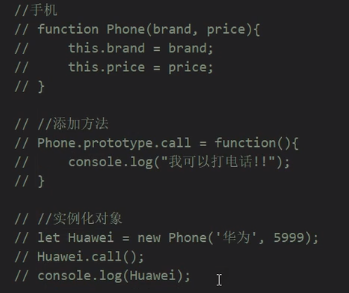 //手机
// function Phone(brand, price){
//     this.brand = brand;
//     this.price = price;
// }
// //添加方法
// Phone.prototype.call = function(){
//     console.log("我可以打电话!!");
// }
// //实例化对象
// let Huawei = new Phone('华为', 5999);
// Huawei.call();
// console.log(Huawei);